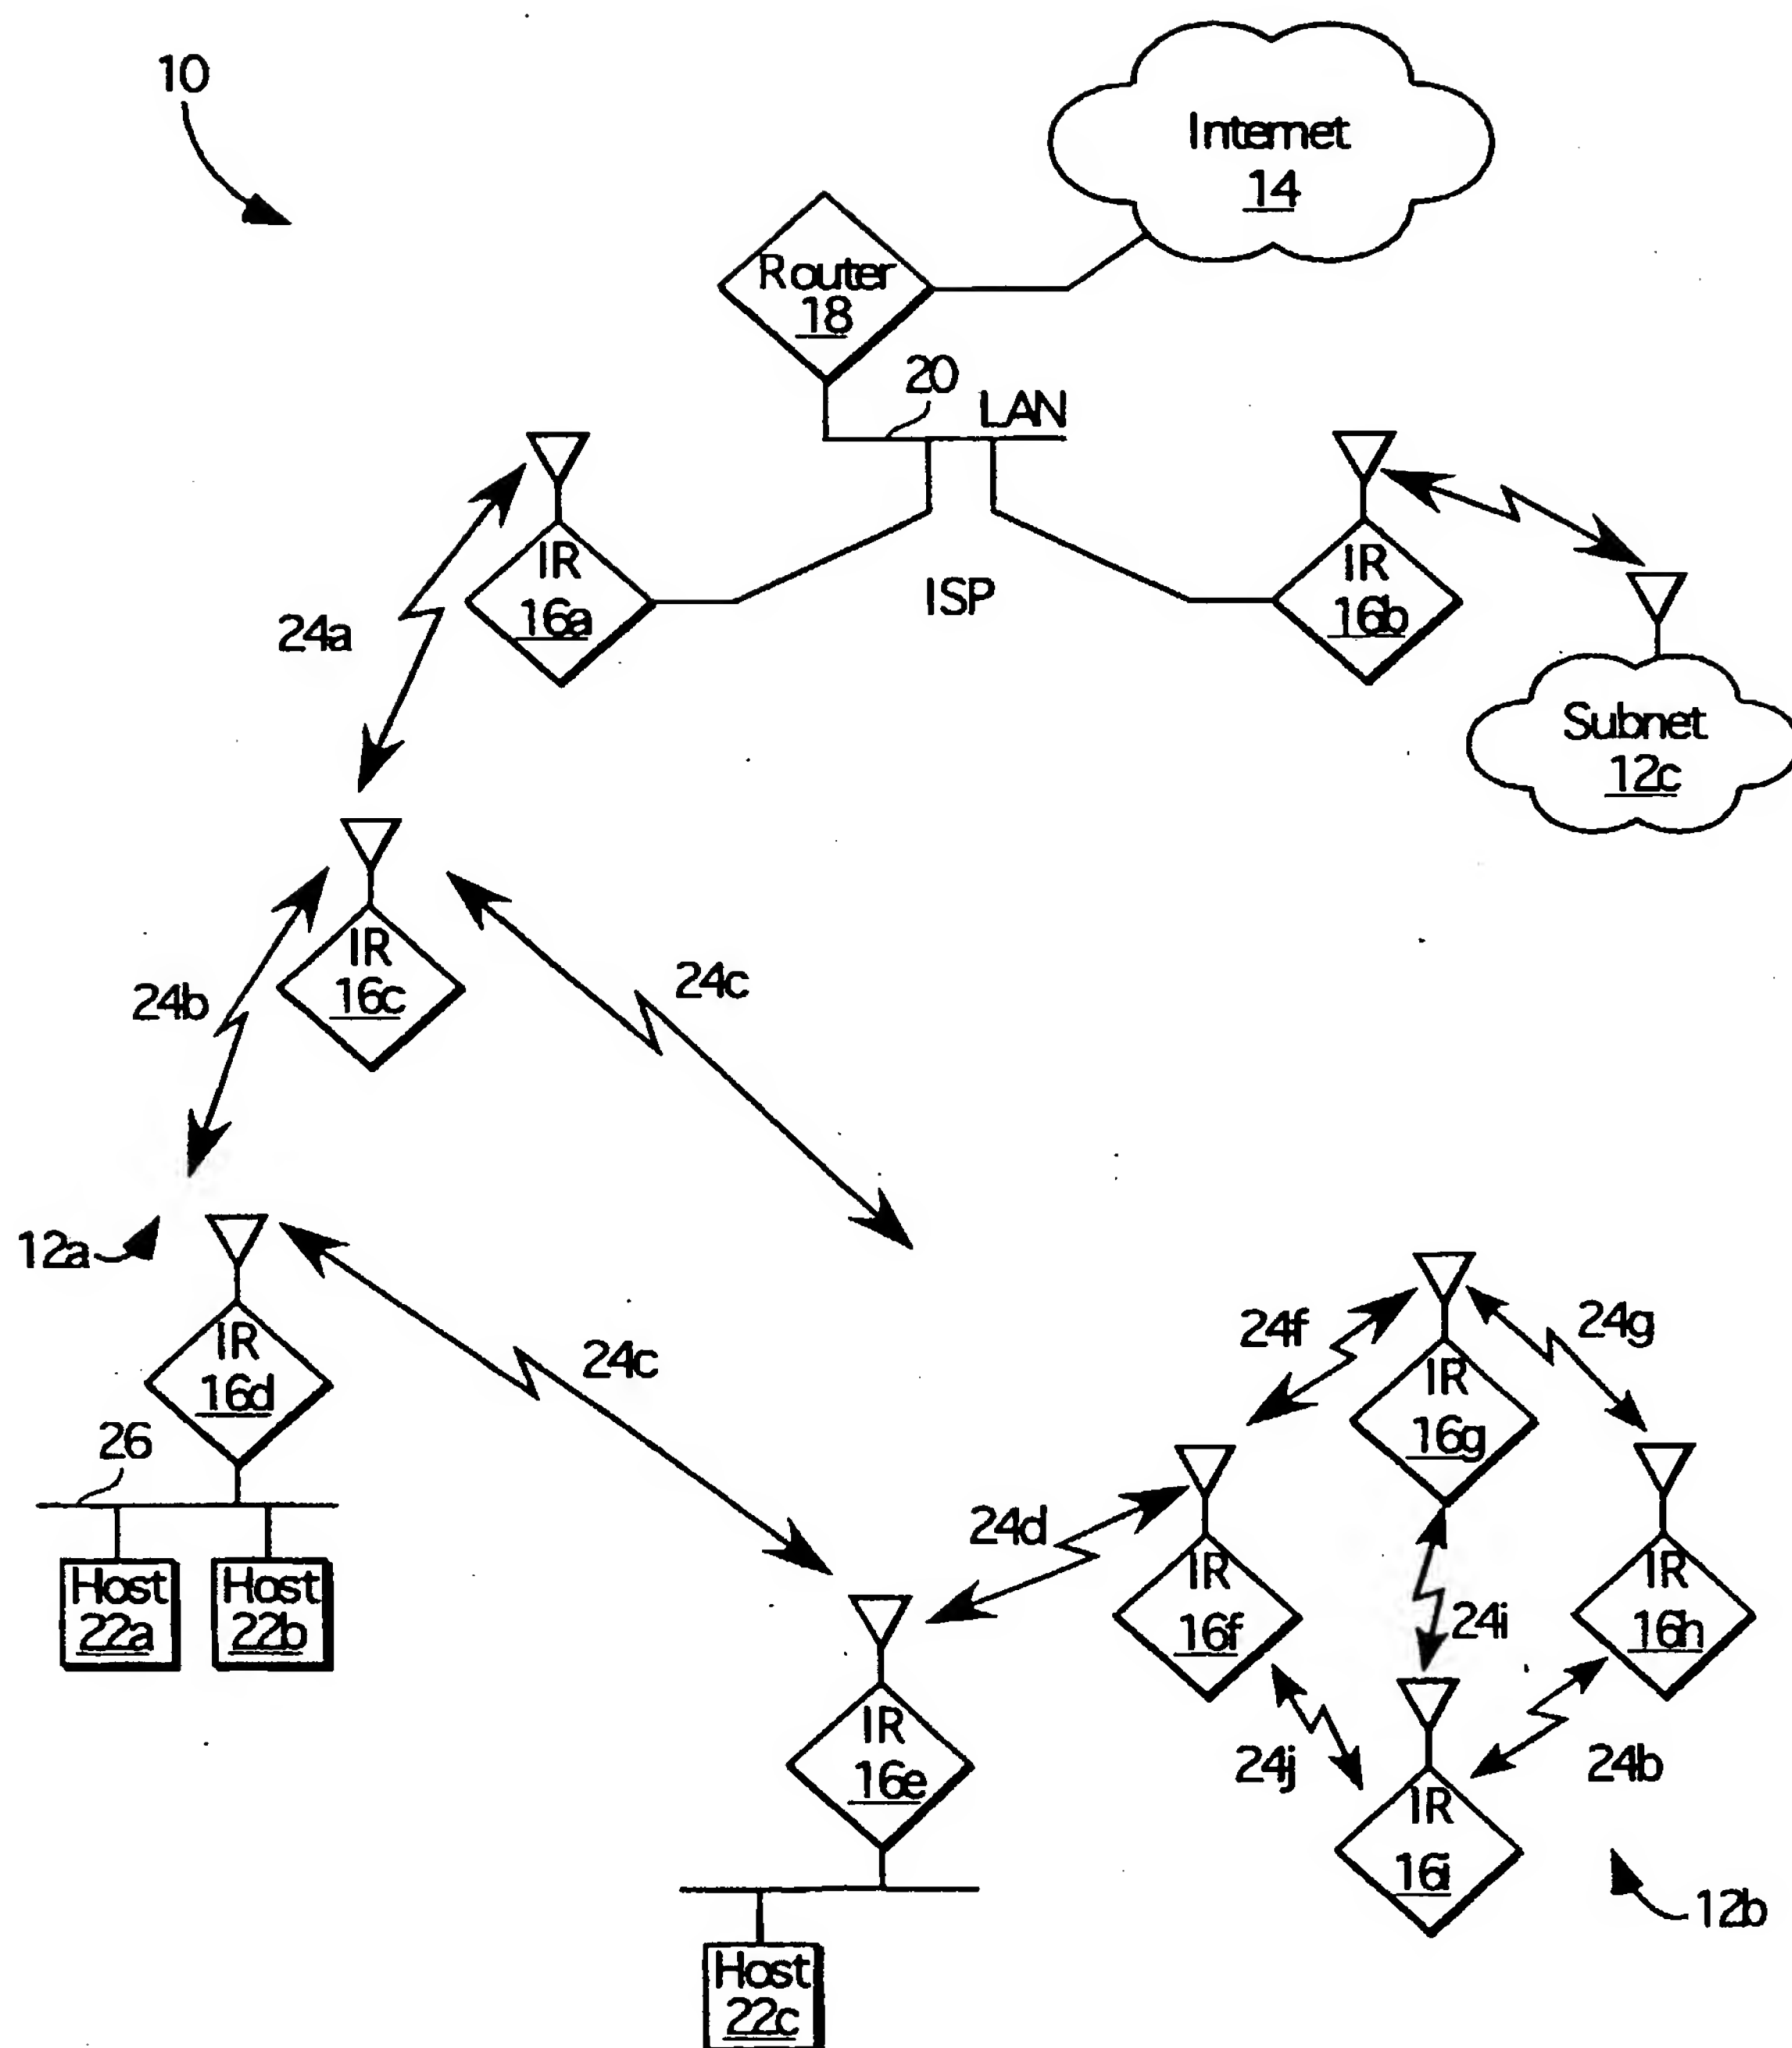 10
Internet
14
Router
18
20
LAN
IR
16a
ISP
IR
16b
24a
Subnet
12c
IR
16c
24b
24c
12a
IR
16d
24c
26
Host
22a
Host
22b
24f
24g
IR
16g
24d
IR
16f
24i
IR
16h
IR
16e
24j
24b
IR
16i
12b
Host
22c